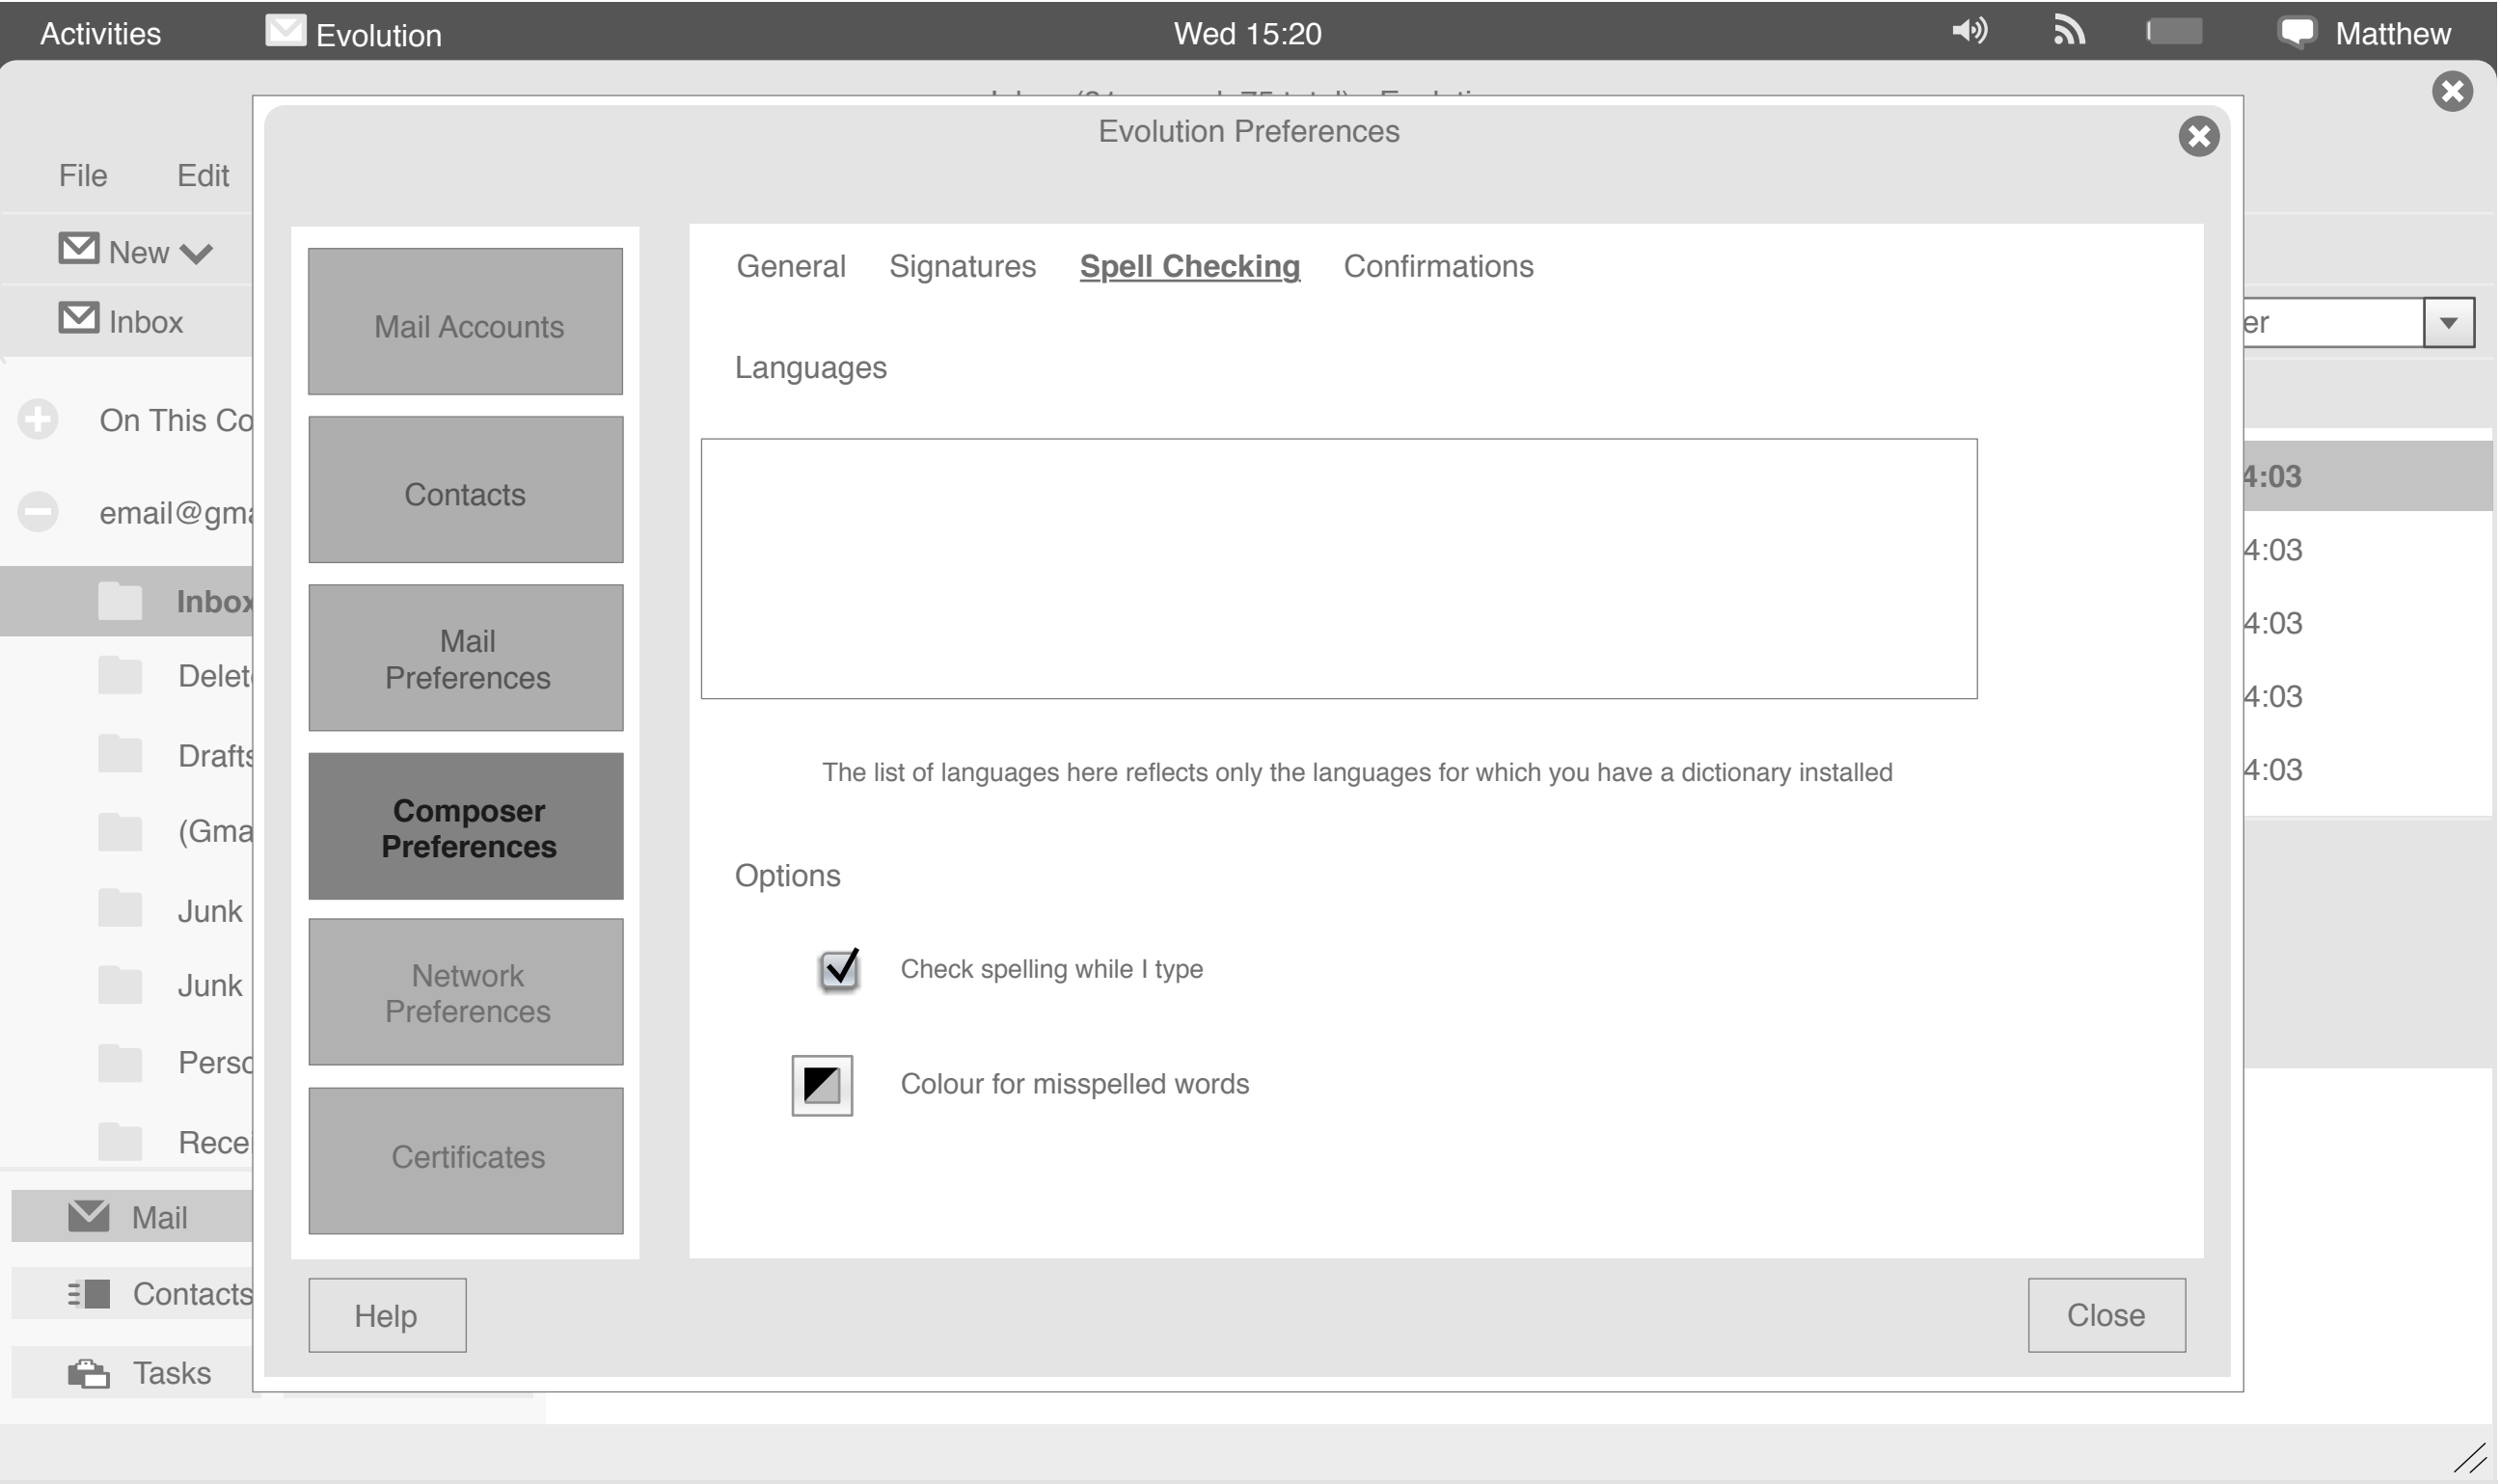 Activities
Evolution
Wed 15:20
Matthew
Evolution Preferences
File
Edit
New
Inbox
er
On This Co
email@gma
Inbox
Delet
Drafts
(Gma
Junk
Junk
Perso
Recei
Mail
Contacts
Tasks
Mail Accounts
Contacts
Mail
Preferences
Composer
Preferences
Network
Preferences
Certificates
General
Signatures
Spell Checking
Confirmations
Languages
The list of languages here reflects only the languages for which you have a dictionary installed
Options
Check spelling while I type
Colour for misspelled words
4:03
4:03
4:03
4:03
4:03
Help
Close